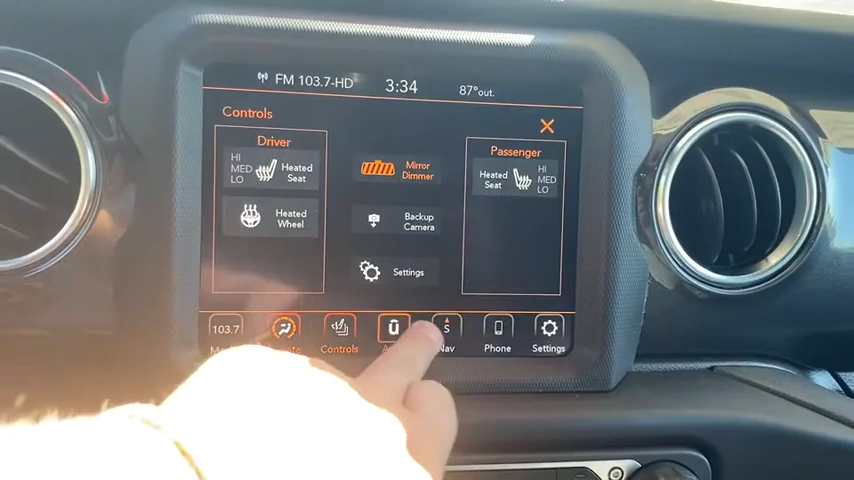 FM 103.7-HD
3:34
87°out
Controls
Driver
Passenger
HI
MED
LO
Heated
Seat
Mirror
Dimmer
Heated
Seat
HI
MED
LO
Heated
Wheel
Backup
Camera
Settings
103.7
S
Controls
Nav
Phone
Settings